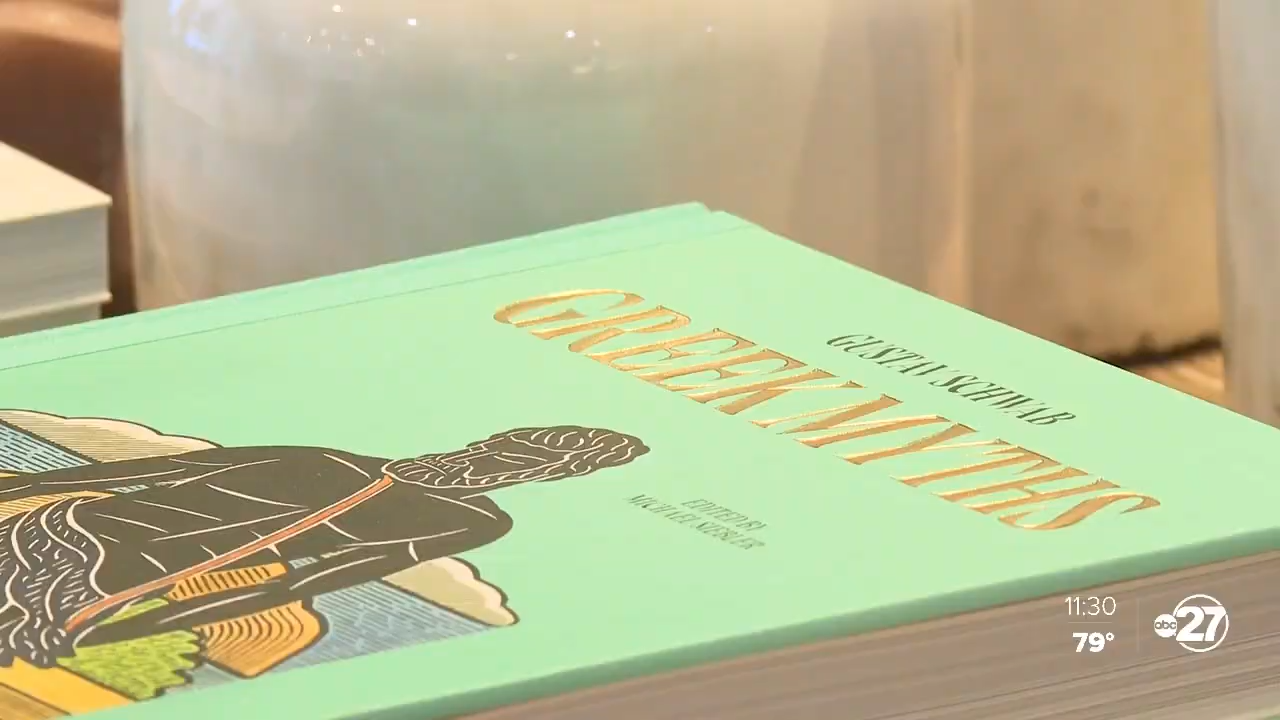 GUSTAV SCHWAB
GREEK MYTHS
EDITED BY
MICHAEL SIEBLER
11:30
79°
abc 27